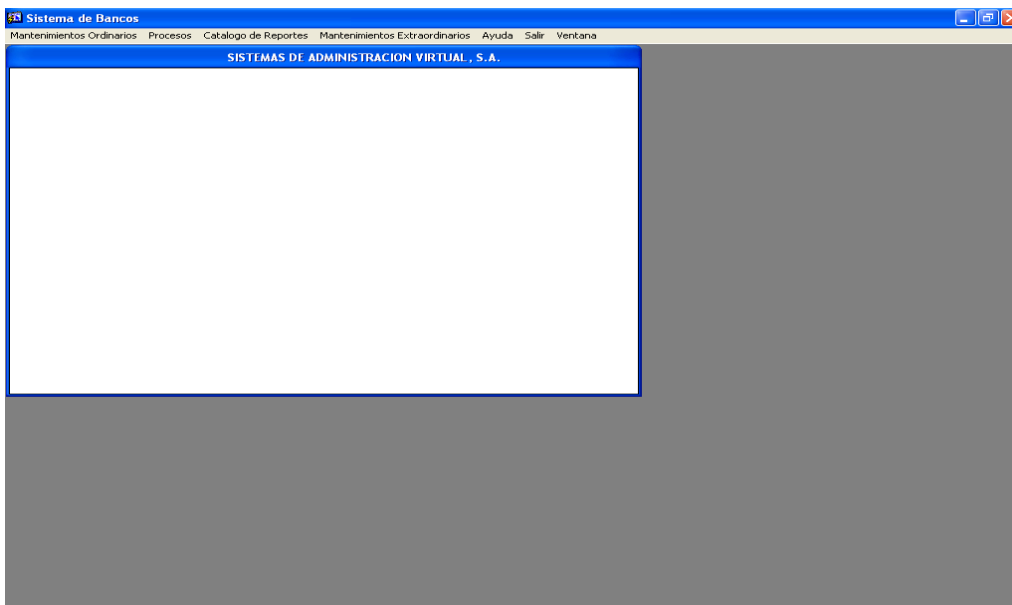 Sistema de Bancos
Mantenimientos Ordinarios Procesos Catalogo de Reportes Mantenimientos Extraordinarios Ayuda Salir Ventana
SISTEMAS DE ADMINISTRACION VIRTUAL , S.A.